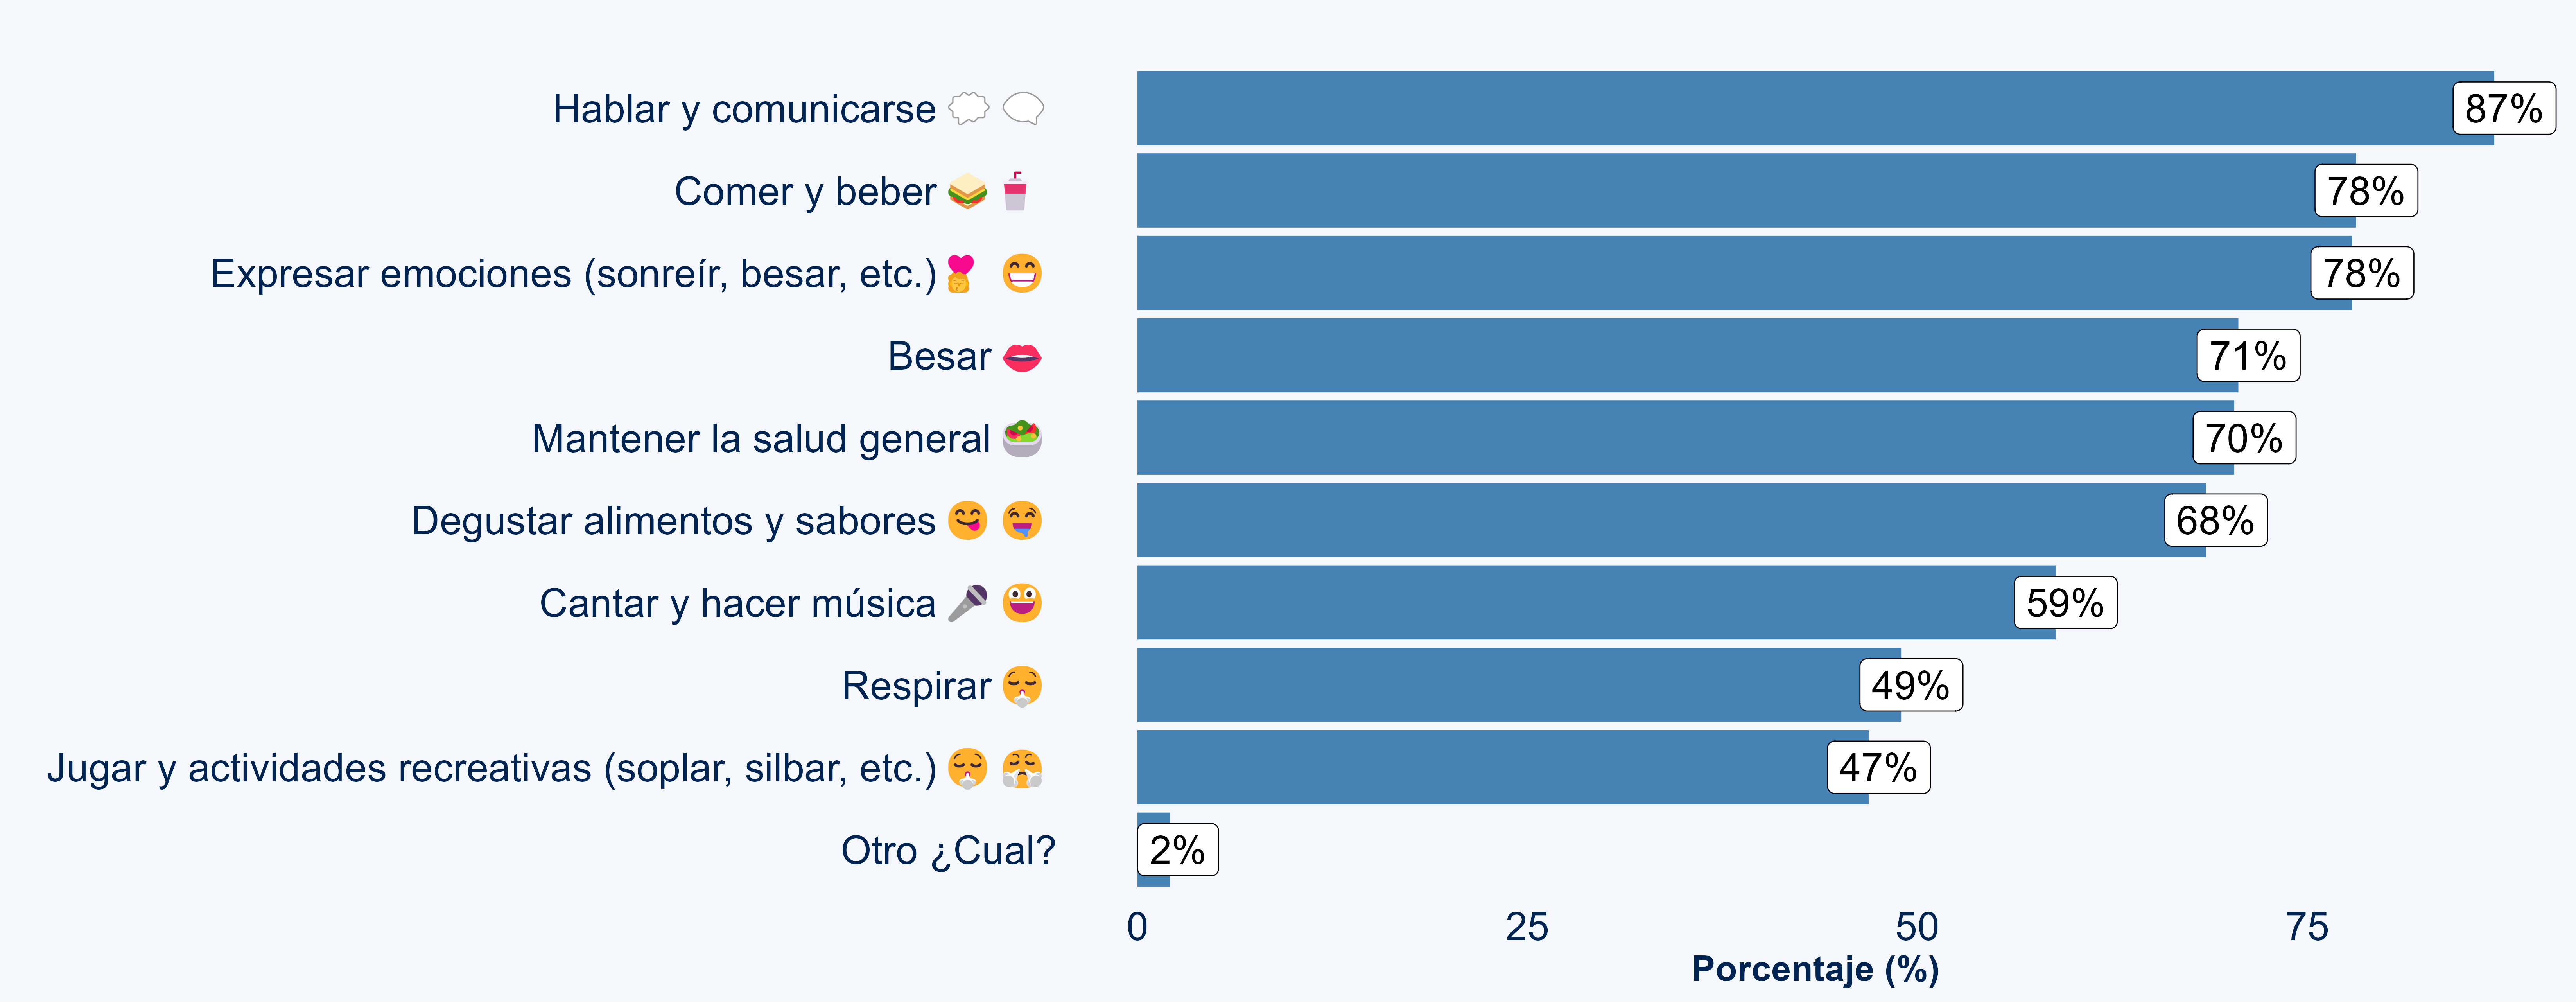 Hablar y comunicarse 🗯️ 🗨️ 87%
Comer y beber 🥪 🥤 78%
Expresar emociones (sonreír, besar, etc.) 🫶 😁 78%
Besar 👄 71%
Mantener la salud general 🥗 70%
Degustar alimentos y sabores 😋 🤤 68%
Cantar y hacer música 🎤 😀 59%
Respirar 😮‍💨 49%
Jugar y actividades recreativas (soplar, silbar, etc.) 😮‍💨 😤 47%
Otro ¿Cual? 2%
0 25 50 75
Porcentaje (%)